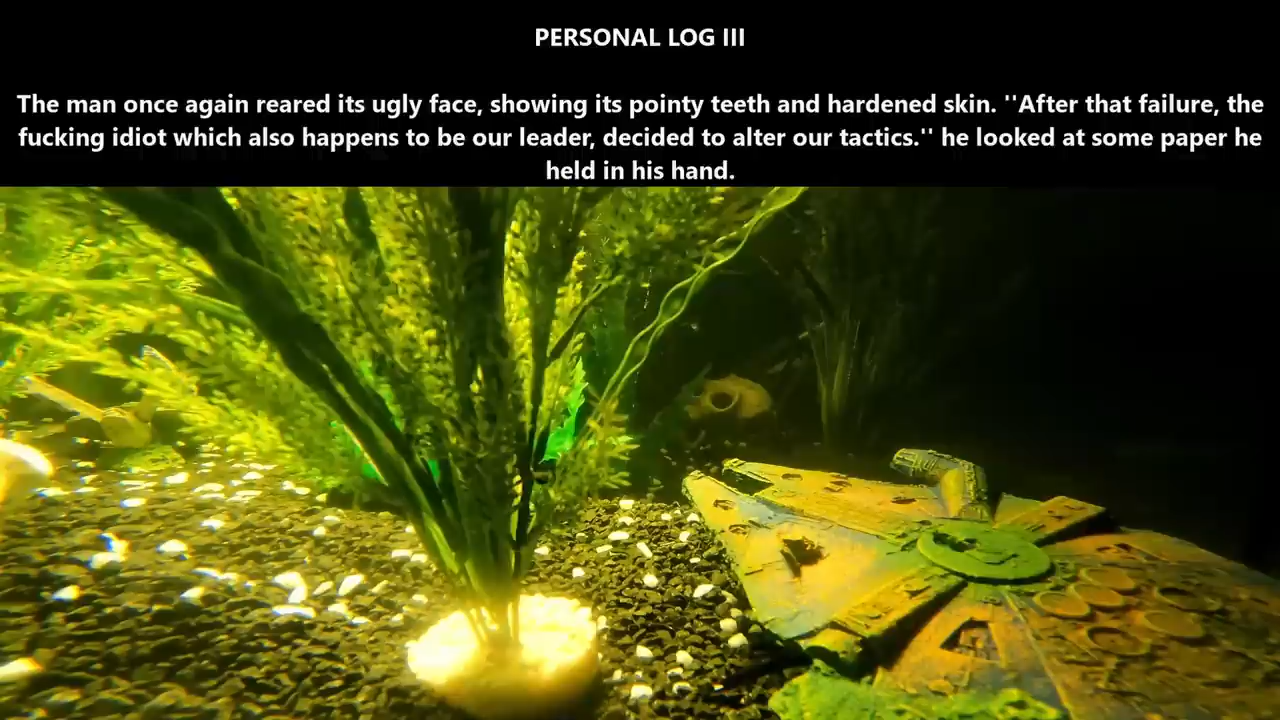 PERSONAL LOG III
The man once again reared its ugly face, showing its pointy teeth and hardened skin. ''After that failure, the
fucking idiot which also happens to be our leader, decided to alter our tactics.'' he looked at some paper he
held in his hand.